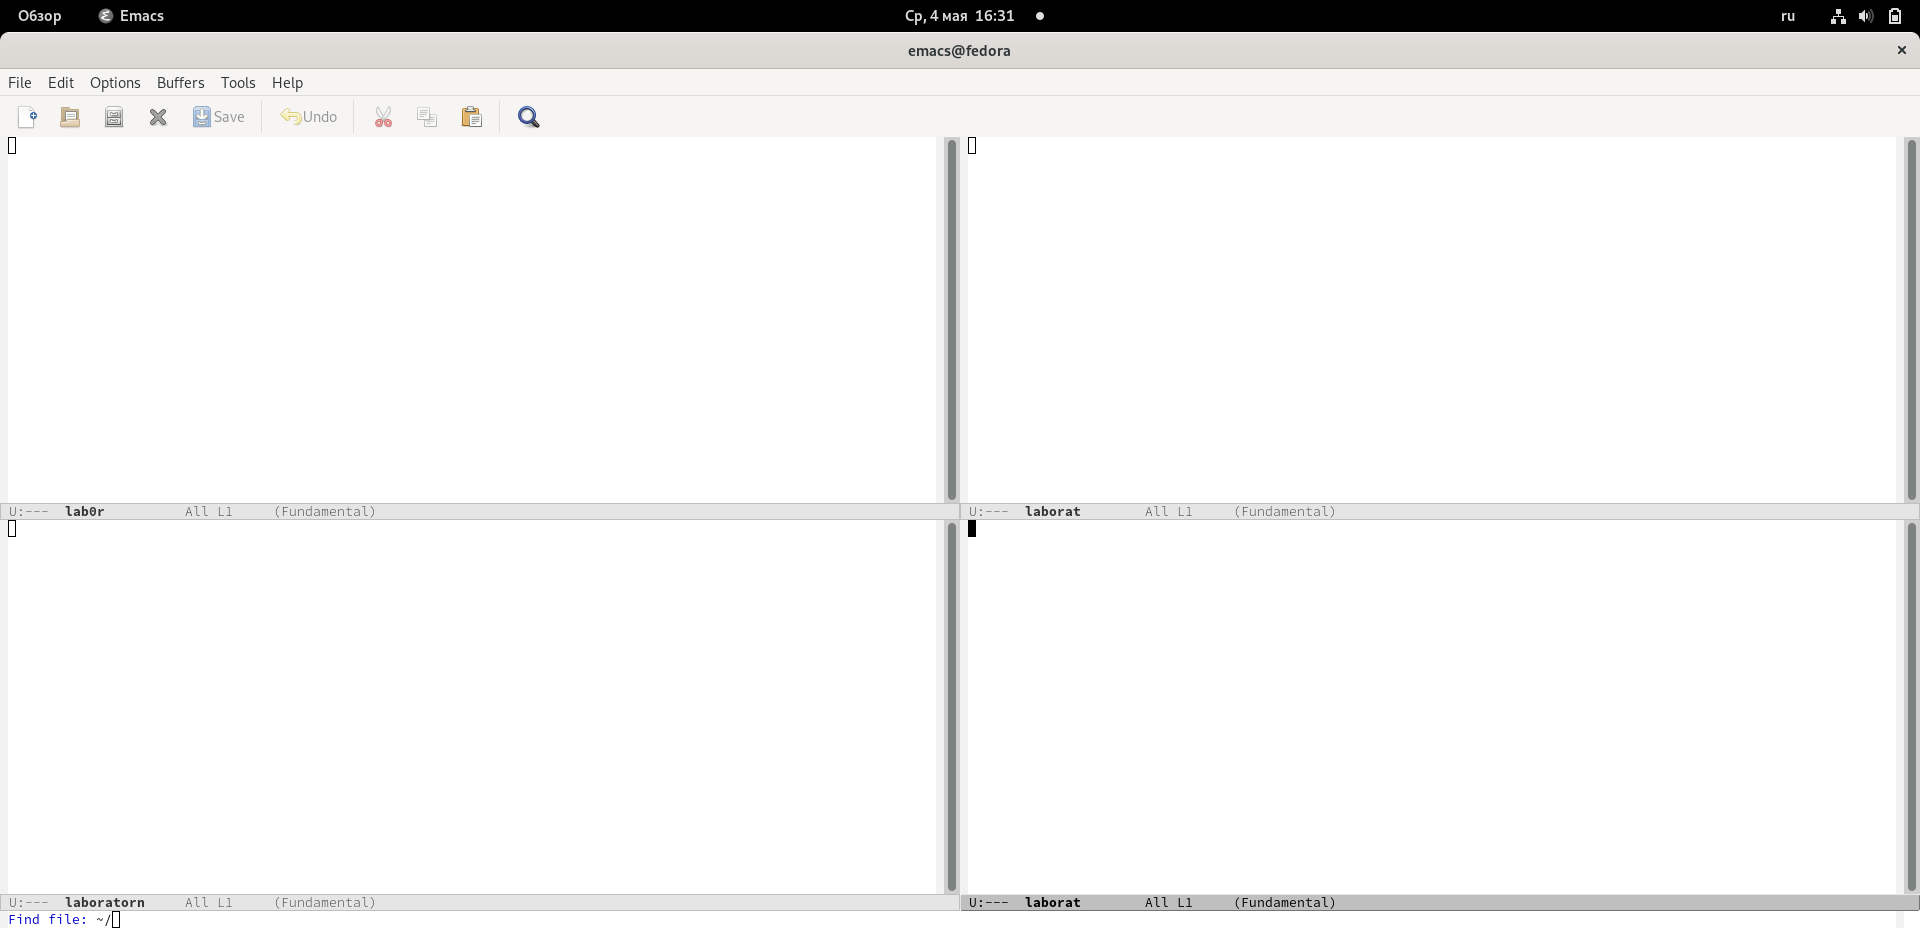 Обзор Emacs Ср, 4 мая 16:31 ru
emacs@fedora
File Edit Options Buffers Tools Help
Save Undo
U:--- lab0r All L1 (Fundamental)
U:--- laborat All L1 (Fundamental)
U:--- laboratorn All L1 (Fundamental)
U:--- laborat All L1 (Fundamental)
Find file: ~/